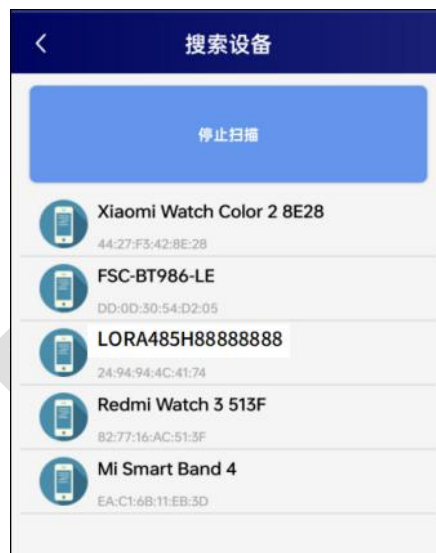 搜索设备
停止扫描
Xiaomi Watch Color 2 8E28
44:27:F3:42:8E:28
FSC-BT986-LE
DD:0D:30:54:D2:05
LORA485H88888888
24:94:94:4C:41:74
Redmi Watch 3 513F
82:77:16:AC:51:3F
Mi Smart Band 4
EA:C1:6B:11:EB:3D